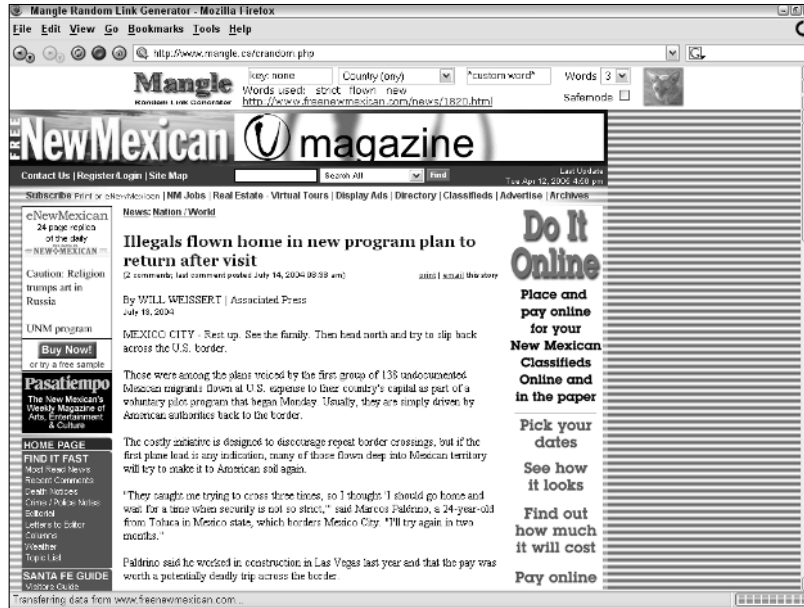 Mangle Random Link Generator - Mozilla Firefox
File Edit View Go Bookmarks Tools Help
http://www.mangle.ca/crandom.php
Mangle
Random Link Generator
key: none Country (any) *custom word* Words 3
Words used: strict flown new
http://www.freenewmexican.com/news/1820.html
Safemode
FREE NewMexican
magazine
Contact Us | Register/Login | Site Map
Search All Find
Last Update
Tue Apr 12, 2005 4:58 pm
Subscribe Print or eNewMexican | NM Jobs | Real Estate - Virtual Tours | Display Ads | Directory | Classifieds | Advertise | Archives
eNewMexican
24 page replica
of the daily
NEW MEXICAN
Caution: Religion
trumps art in
Russia
UNM program
Buy Now!
or try a free sample
Pasatiempo
The New Mexican's
Weekly Magazine of
Arts, Entertainment
& Culture
HOME PAGE
FIND IT FAST
Most Read News
Recent Comments
Death Notices
Crime / Police Notes
Editorial
Letters to Editor
Columns
Weather
Topic List
SANTA FE GUIDE
Visitors Guide
News: Nation / World
Illegals flown home in new program plan to
return after visit
(2 comments; last comment posted July 14, 2004 08:38 am)
print | email this story
By WILL WEISSERT | Associated Press
July 13, 2004
MEXICO CITY - Rest up. See the family. Then head north and try to slip back
across the U.S. border.
Those were among the plans voiced by the first group of 138 undocumented
Mexican migrants flown at U.S. expense to their country's capital as part of a
voluntary pilot program that began Monday. Usually, they are simply driven by
American authorities back to the border.
The costly initiative is designed to discourage repeat border crossings, but if the
first plane load is any indication, many of those flown deep into Mexican territory
will try to make it to American soil again.
"They caught me trying to cross three times, so I thought 'I should go home and
wait for a time when security is not so strict,'" said Marcos Paldrino, a 24-year-old
from Toluca in Mexico state, which borders Mexico City. "I'll try again in two
months."
Paldrino said he worked in construction in Las Vegas last year and that the pay was
worth a potentially deadly trip across the border.
Do It
Online
Place and
pay online
for your
New Mexican
Classifieds
Online and
in the paper
Pick your
dates
See how
it looks
Find out
how much
it will cost
Pay online
Transferring data from www.freenewmexican.com...